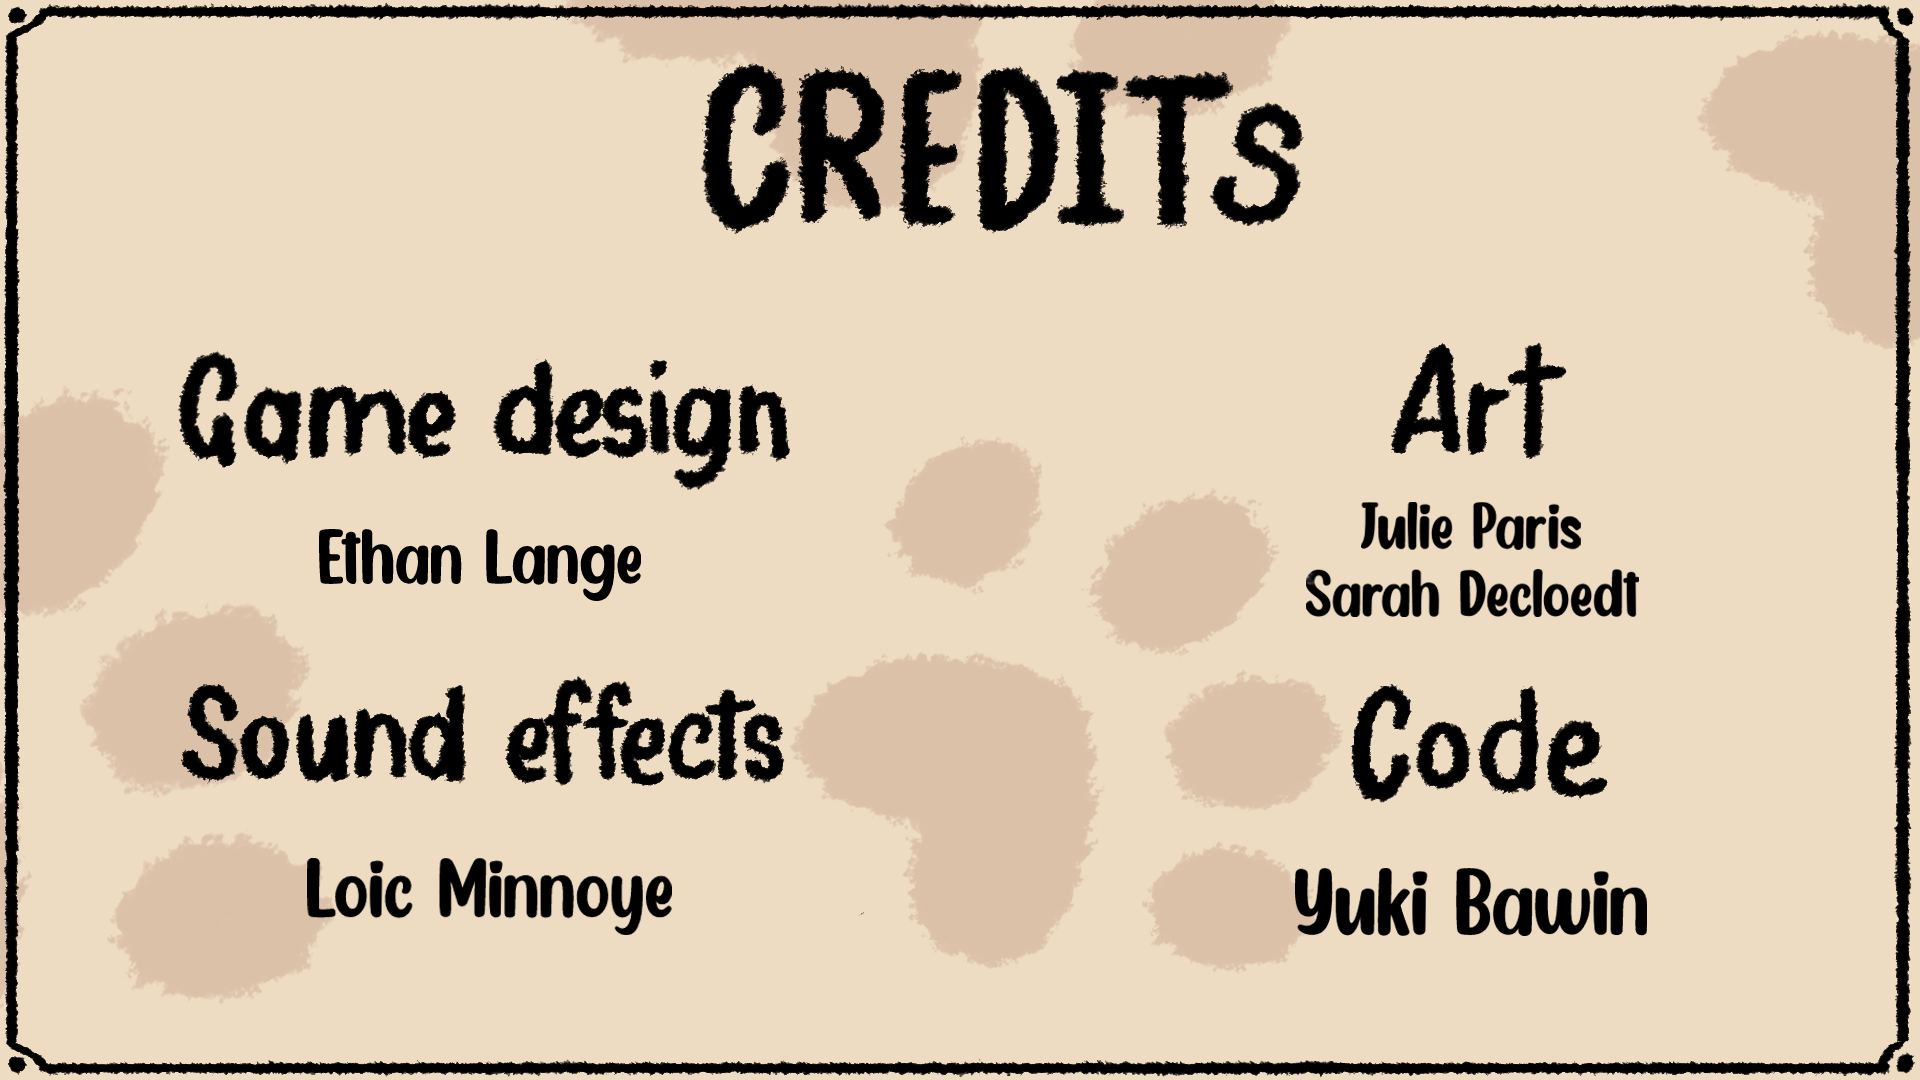 CREDITs
Game design
Ethan Lange
Art
Julie Paris
Sarah Decloedt
Sound effects
Loic Minnoye
Code
Yuki Bawin